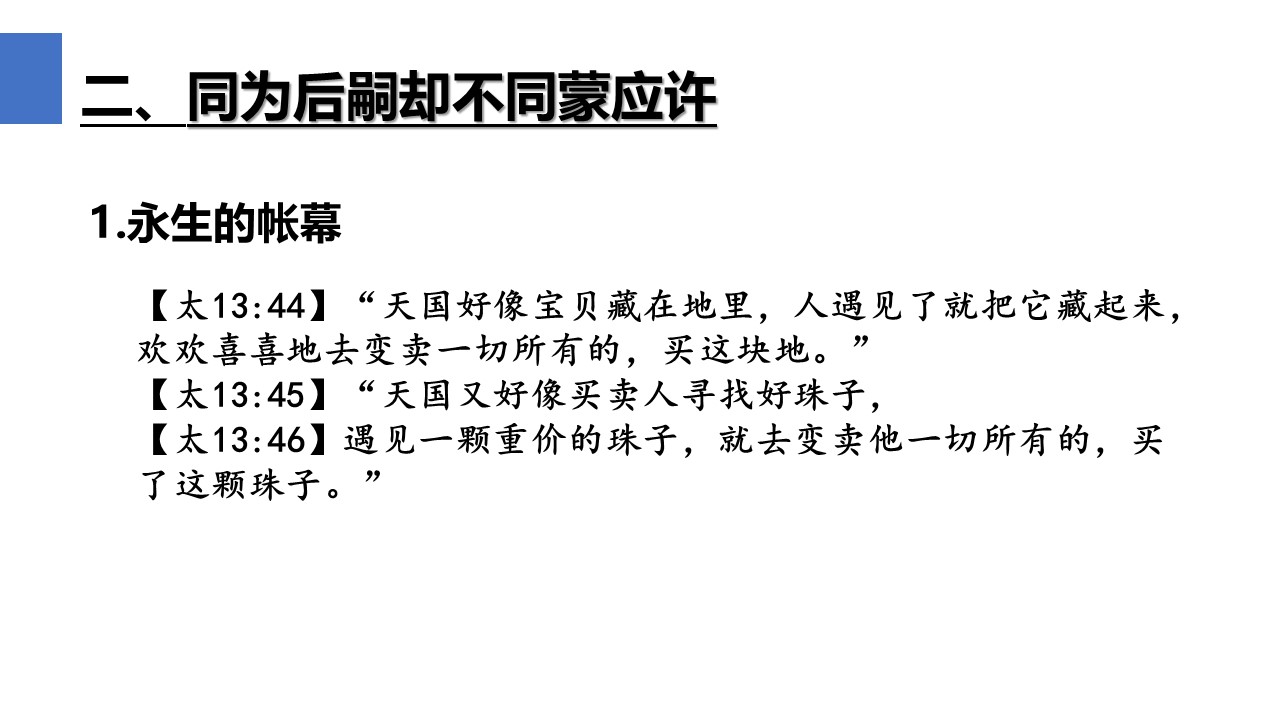 二、同为后嗣却不同蒙应许
1.永生的帐幕
【太13:44】“天国好像宝贝藏在地里，人遇见了就把它藏起来，
欢欢喜喜地去变卖一切所有的，买这块地。”
【太13:45】“天国又好像买卖人寻找好珠子，
【太13:46】遇见一颗重价的珠子，就去变卖他一切所有的，买
了这颗珠子。”